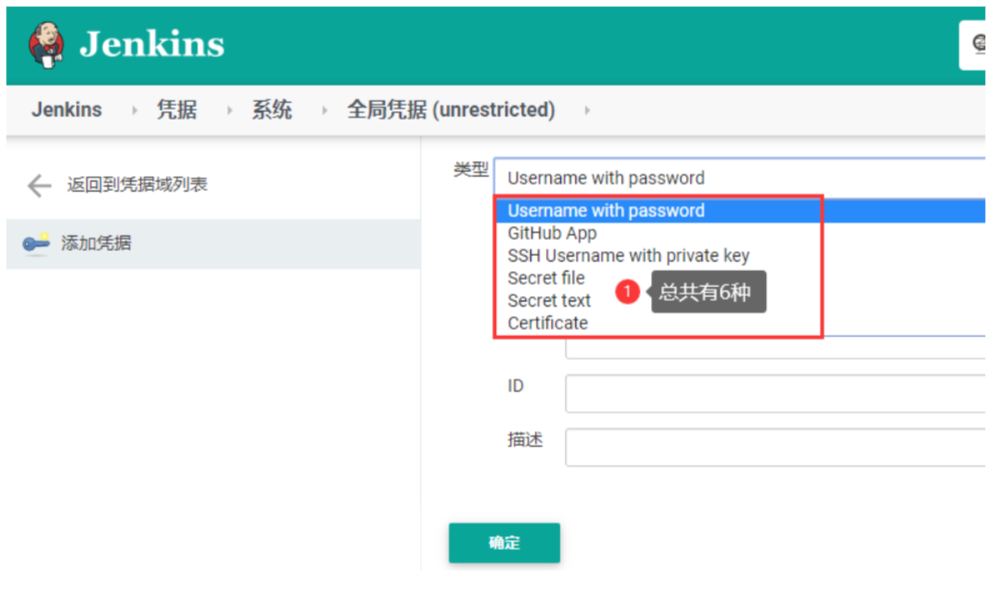 Jenkins
Jenkins 凭据 系统 全局凭据 (unrestricted)
返回到凭据域列表
添加凭据
类型
Username with password
Username with password
GitHub App
SSH Username with private key
Secret file
Secret text
Certificate
1 总共有6种
ID
描述
确定